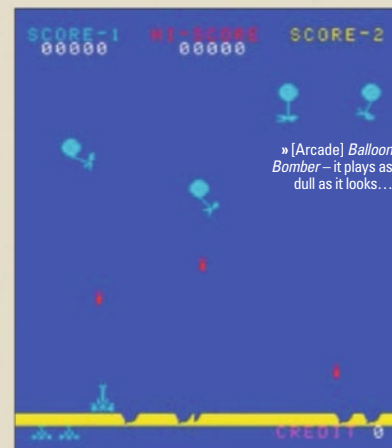 SCORE-1 HI-SCORE SCORE-2
00000 00000
» [Arcade] Balloon
Bomber – it plays as
dull as it looks…
CREDIT 0